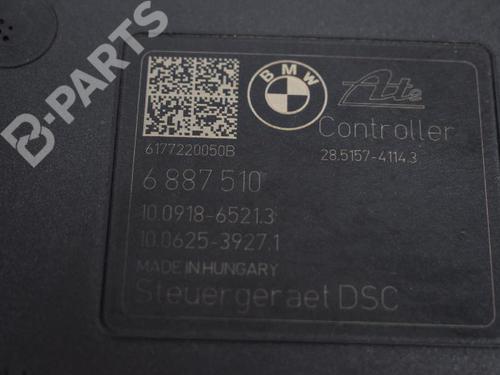 B-PARTS
BMW
Ate
Controller
6177220050B
28.5157-4114.3
6 887 510
10.0918-6521.3
10.0625-3927.1
MADE IN HUNGARY
Steuergeraet DSC